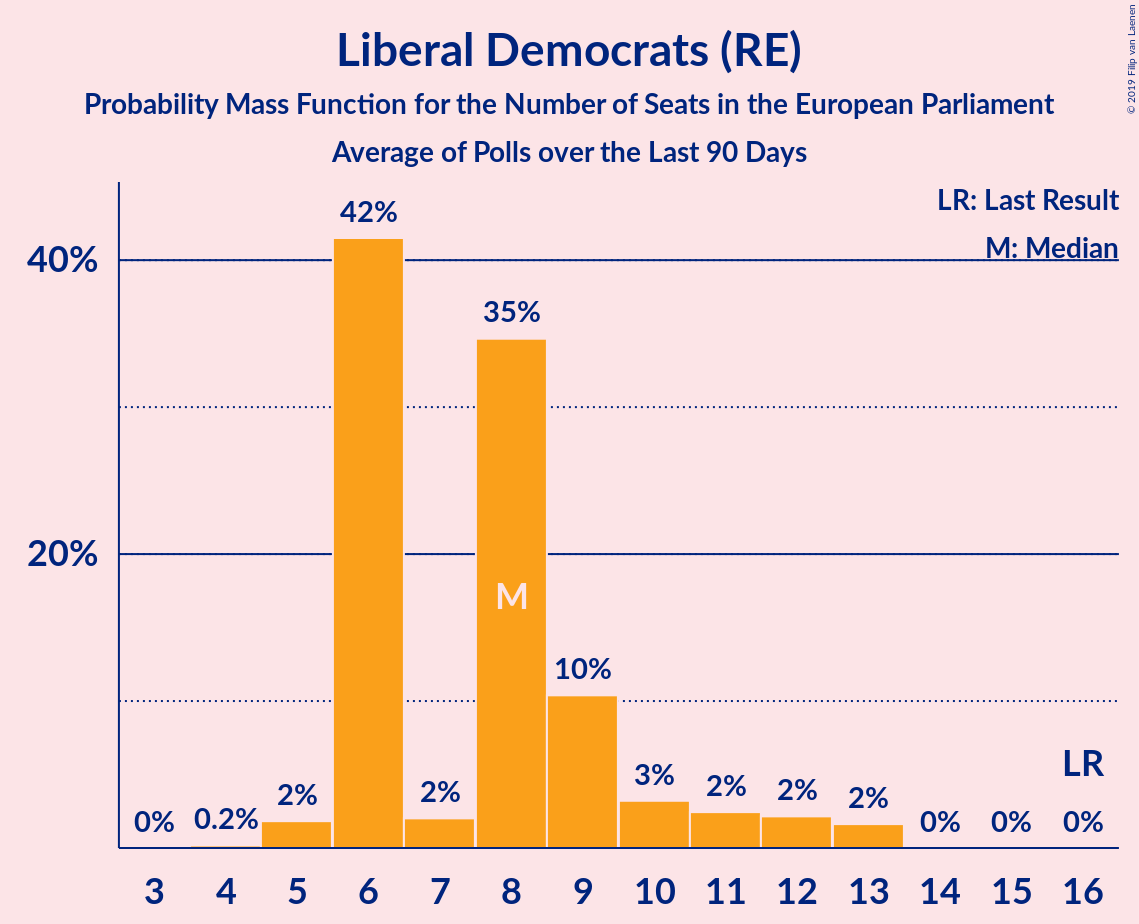 Liberal Democrats (RE)
Probability Mass Function for the Number of Seats in the European Parliament
Average of Polls over the Last 90 Days
© 2019 Filip van Laenen
LR: Last Result
M: Median
40%
20%
0%
0.2%
2%
42%
2%
35%
10%
3%
2%
2%
2%
0%
0%
0%
M
LR
3 4 5 6 7 8 9 10 11 12 13 14 15 16